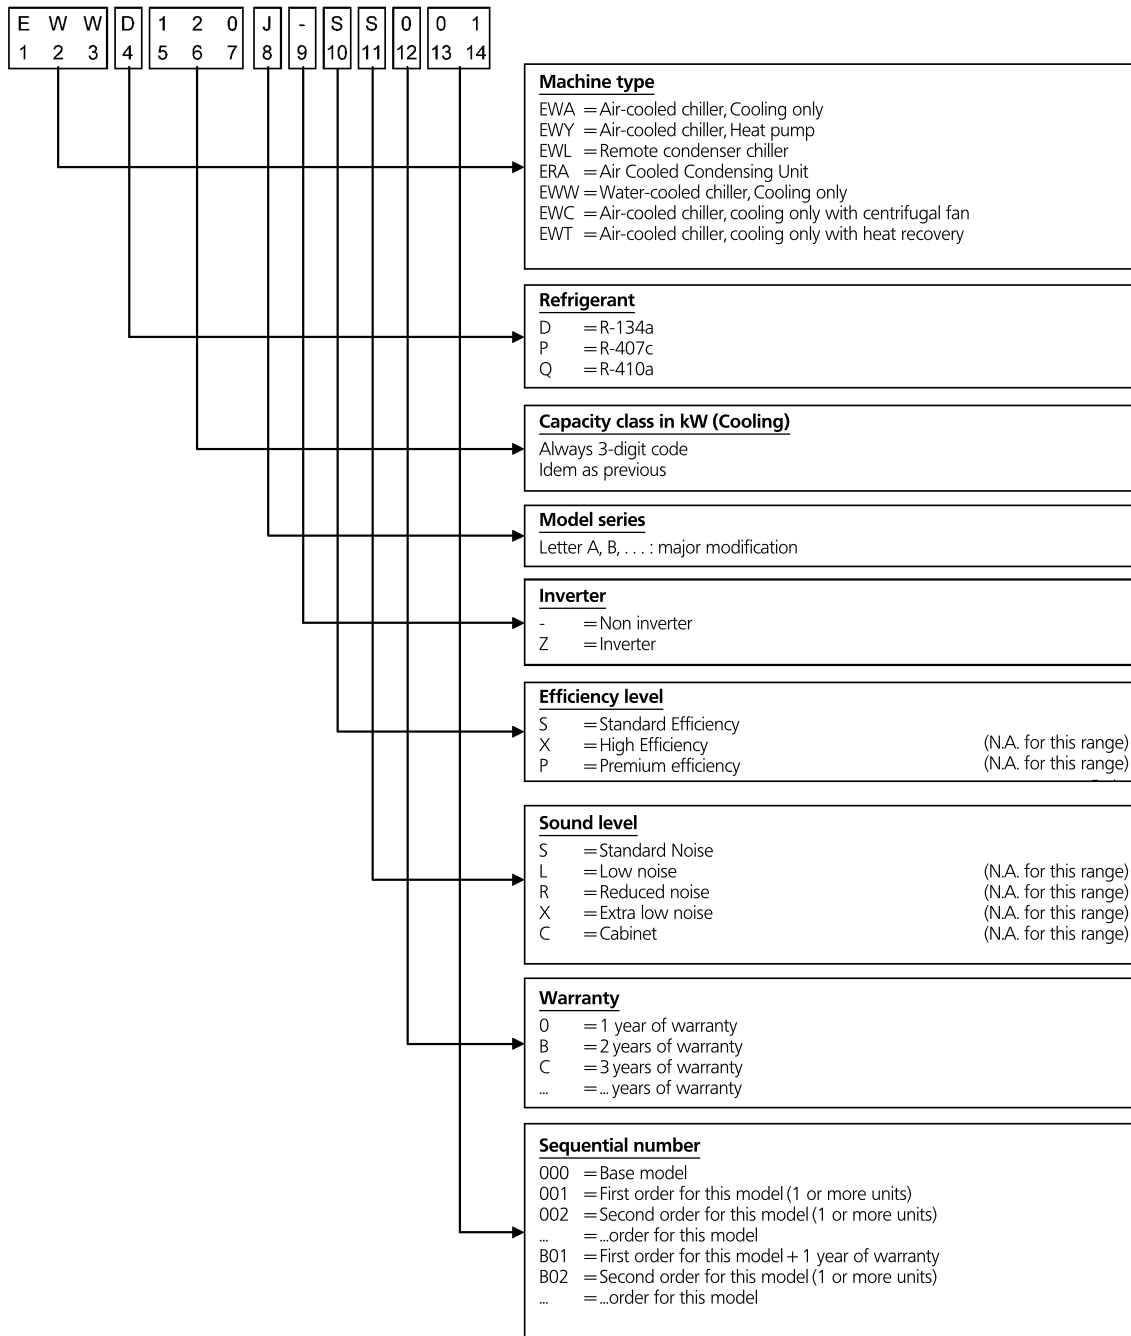 E W W D 1 2 0 J - S S 0 0 1
1 2 3 4 5 6 7 8 9 10 11 12 13 14
Machine type
EWA = Air-cooled chiller, Cooling only
EWY = Air-cooled chiller, Heat pump
EWL = Remote condenser chiller
ERA = Air Cooled Condensing Unit
EWW = Water-cooled chiller, Cooling only
EWC = Air-cooled chiller, cooling only with centrifugal fan
EWT = Air-cooled chiller, cooling only with heat recovery
Refrigerant
D = R-134a
P = R-407c
Q = R-410a
Capacity class in kW (Cooling)
Always 3-digit code
Idem as previous
Model series
Letter A, B, . . . : major modification
Inverter
- = Non inverter
Z = Inverter
Efficiency level
S = Standard Efficiency
X = High Efficiency (N.A. for this range)
P = Premium efficiency (N.A. for this range)
Sound level
S = Standard Noise
L = Low noise (N.A. for this range)
R = Reduced noise (N.A. for this range)
X = Extra low noise (N.A. for this range)
C = Cabinet (N.A. for this range)
Warranty
0 = 1 year of warranty
B = 2 years of warranty
C = 3 years of warranty
... = ... years of warranty
Sequential number
000 = Base model
001 = First order for this model (1 or more units)
002 = Second order for this model (1 or more units)
... = ...order for this model
B01 = First order for this model + 1 year of warranty
B02 = Second order for this model (1 or more units)
... = ...order for this model